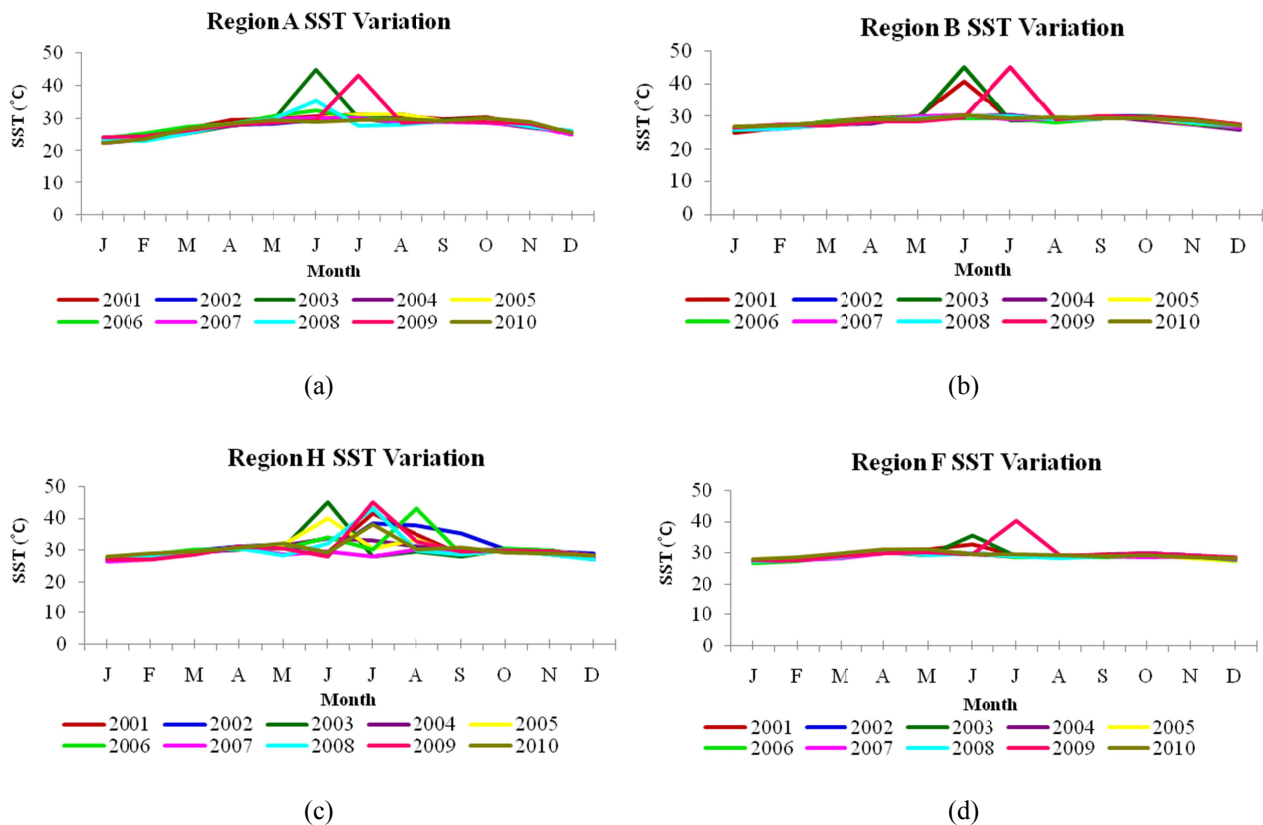 Region A SST Variation
50
40
30
20
10
0
SST (˚C)
J F M A M J J A S O N D
Month
2001 2002 2003 2004 2005
2006 2007 2008 2009 2010
(a)
Region B SST Variation
50
40
30
20
10
0
SST (˚C)
J F M A M J J A S O N D
Month
2001 2002 2003 2004 2005
2006 2007 2008 2009 2010
(b)
Region H SST Variation
50
40
30
20
10
0
SST (˚C)
J F M A M J J A S O N D
Month
2001 2002 2003 2004 2005
2006 2007 2008 2009 2010
(c)
Region F SST Variation
50
40
30
20
10
0
SST (˚C)
J F M A M J J A S O N D
Month
2001 2002 2003 2004 2005
2006 2007 2008 2009 2010
(d)